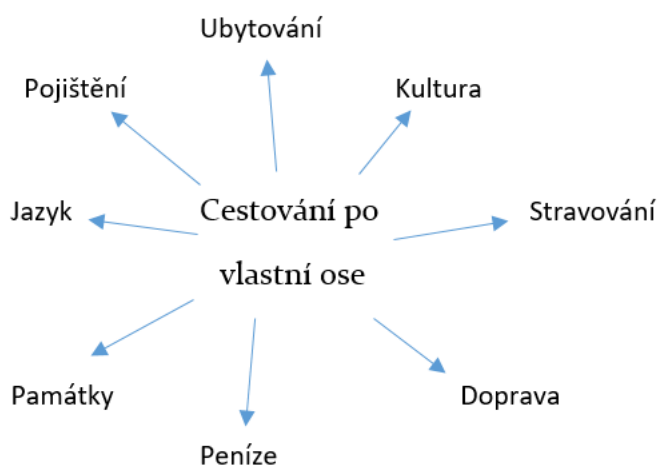 Ubytování
Pojištění
Kultura
Jazyk
Cestování po
vlastní ose
Stravování
Památky
Doprava
Peníze